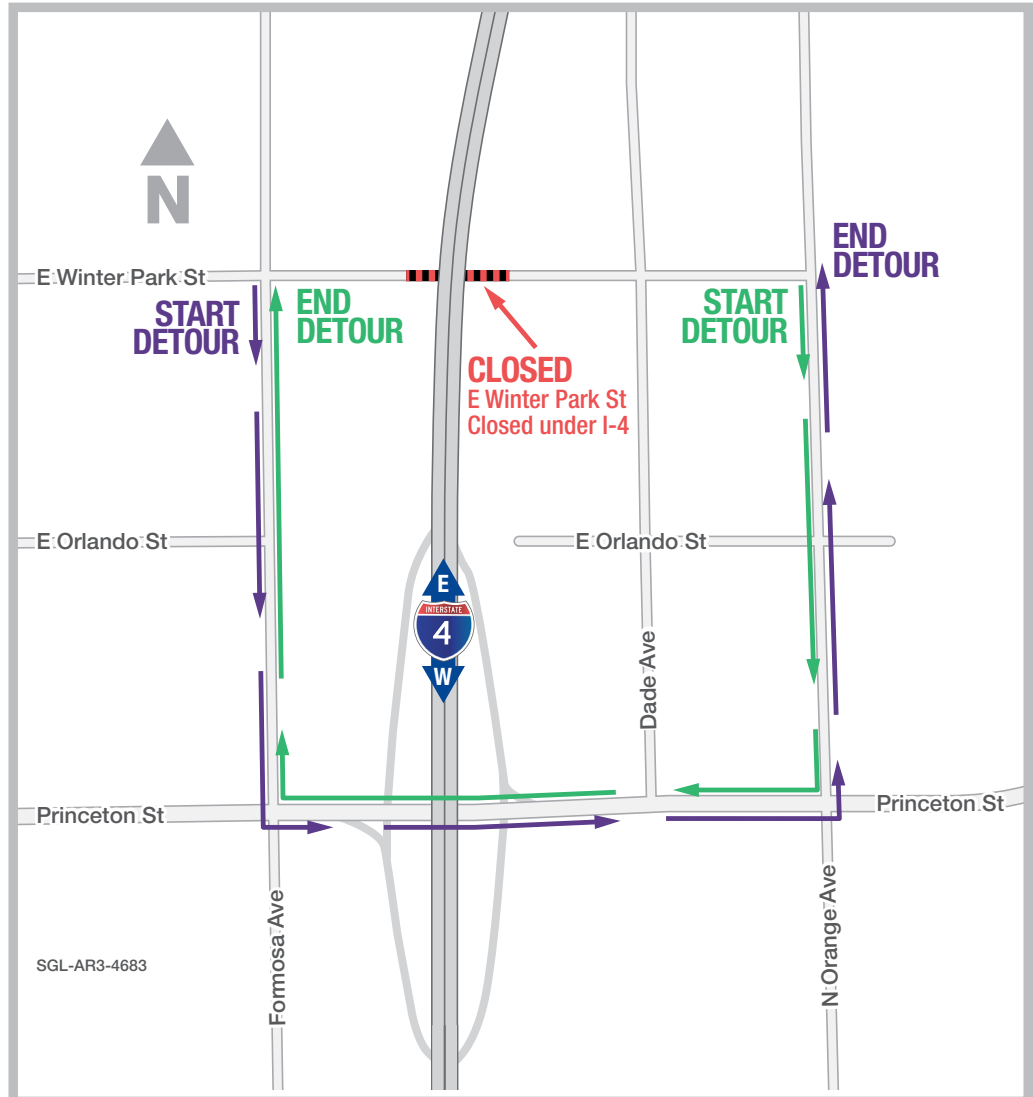 N
E Winter Park St
END
DETOUR
START
DETOUR
END
DETOUR
START
DETOUR
CLOSED
E Winter Park St
Closed under I-4
E Orlando St
E Orlando St
E
INTERSTATE
4
W
Dade Ave
Princeton St
Princeton St
Formosa Ave
N Orange Ave
SGL-AR3-4683